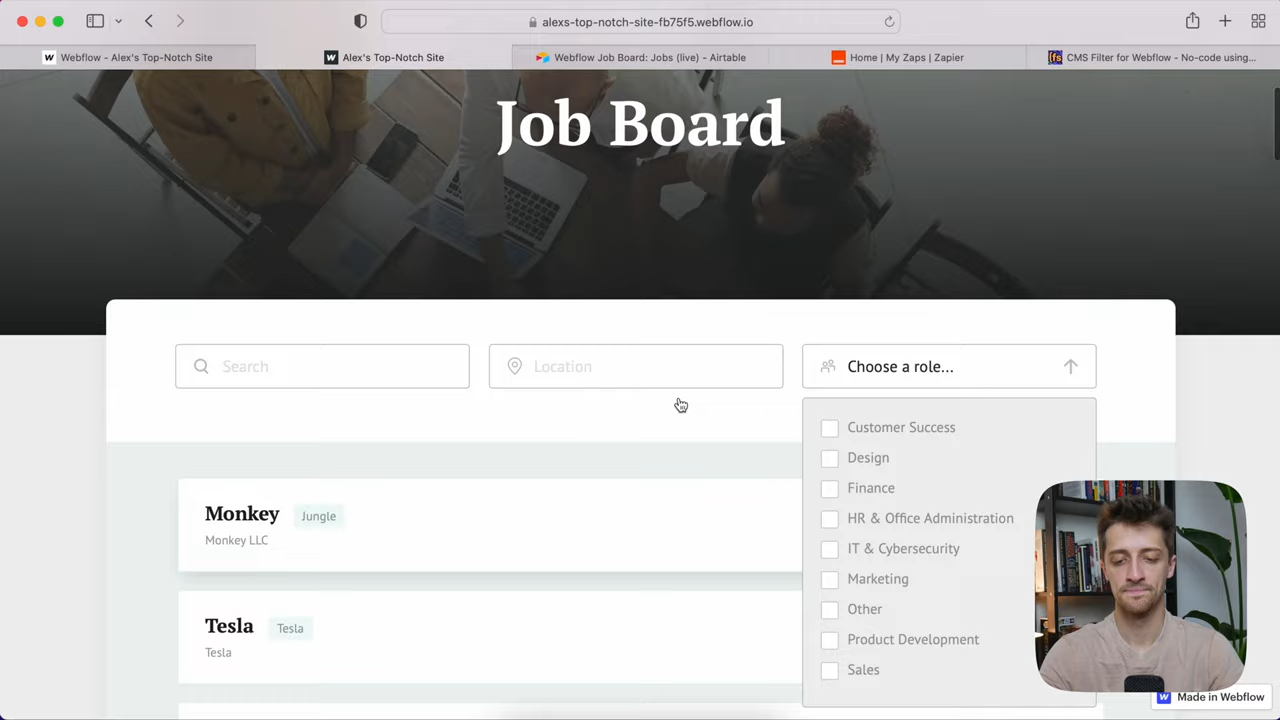 alexs-top-notch-site-fb75f5.webflow.io
Webflow - Alex's Top-Notch Site
Alex's Top-Notch Site
Webflow Job Board: Jobs (live) - Airtable
Home | My Zaps | Zapier
CMS Filter for Webflow - No-code using...
Job Board
Search
Location
Choose a role...
Customer Success
Design
Finance
HR & Office Administration
IT & Cybersecurity
Marketing
Other
Product Development
Sales
Monkey
Jungle
Monkey LLC
Tesla
Tesla
Tesla
Made in Webflow